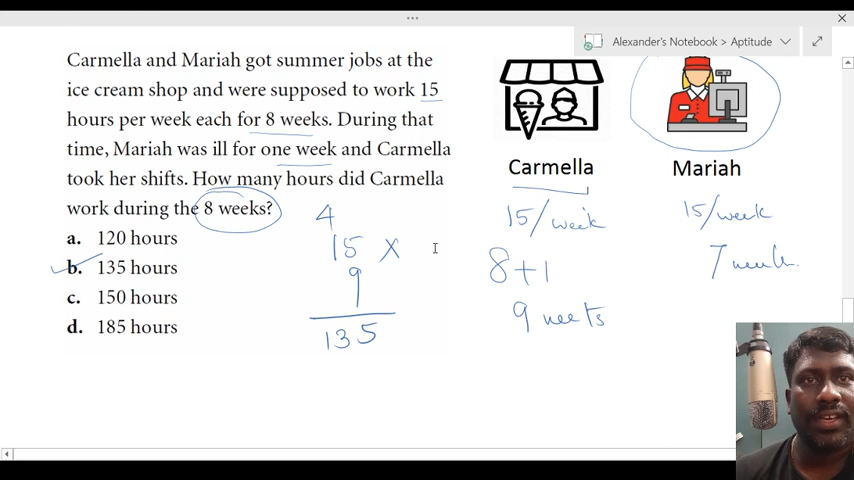 Alexander's Notebook > Aptitude
Carmella and Mariah got summer jobs at the
ice cream shop and were supposed to work 15
hours per week each for 8 weeks. During that
time, Mariah was ill for one week and Carmella
took her shifts. How many hours did Carmella
work during the 8 weeks?
a. 120 hours
b. 135 hours
c. 150 hours
d. 185 hours
4
15 X
9
135
Carmella
15/week
8+1
9 weeks
Mariah
15/week
7 weeks